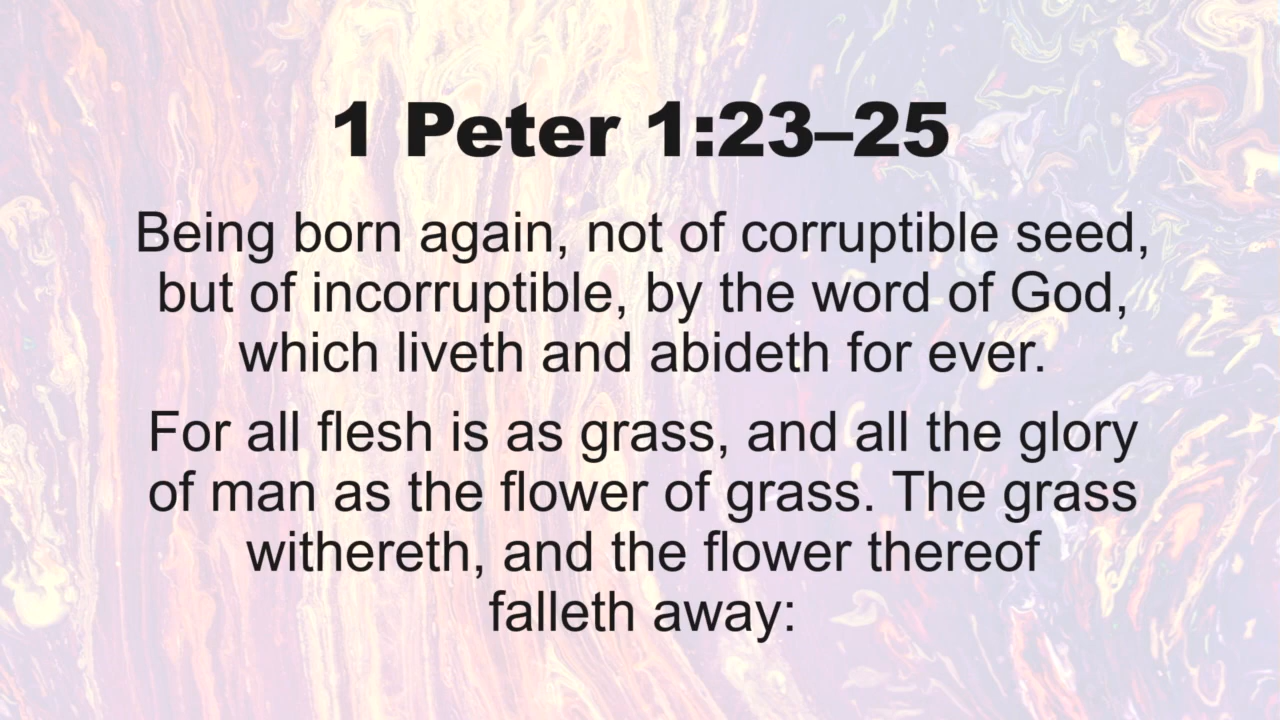 1 Peter 1:23–25
Being born again, not of corruptible seed,
but of incorruptible, by the word of God,
which liveth and abideth for ever.
For all flesh is as grass, and all the glory
of man as the flower of grass. The grass
withereth, and the flower thereof
falleth away: